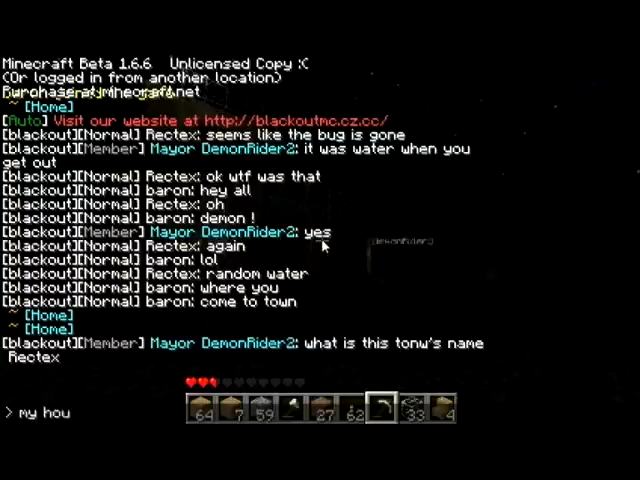 Minecraft Beta 1.6.6 Unlicensed Copy :(
(Or logged in from another location)
Purchase at minecraft.net
~ [Home]
[Auto] Visit our website at http://blackoutmc.cz.cc/
[blackout][Normal] Rectex: seems like the bug is gone
[blackout][Member] Mayor DemonRider2: it was water when you
get out
[blackout][Normal] Rectex: ok wtf was that
[blackout][Normal] baron: hey all
[blackout][Normal] Rectex: oh
[blackout][Normal] baron: demon !
[blackout][Member] Mayor DemonRider2: yes
[blackout][Normal] Rectex: again
DemonRider2
[blackout][Normal] baron: lol
[blackout][Normal] Rectex: random water
[blackout][Normal] baron: where you
[blackout][Normal] baron: come to town
~ [Home]
~ [Home]
[blackout][Member] Mayor DemonRider2: what is this tonw's name
Rectex
64 7 59 27 62 33 4
> my hou